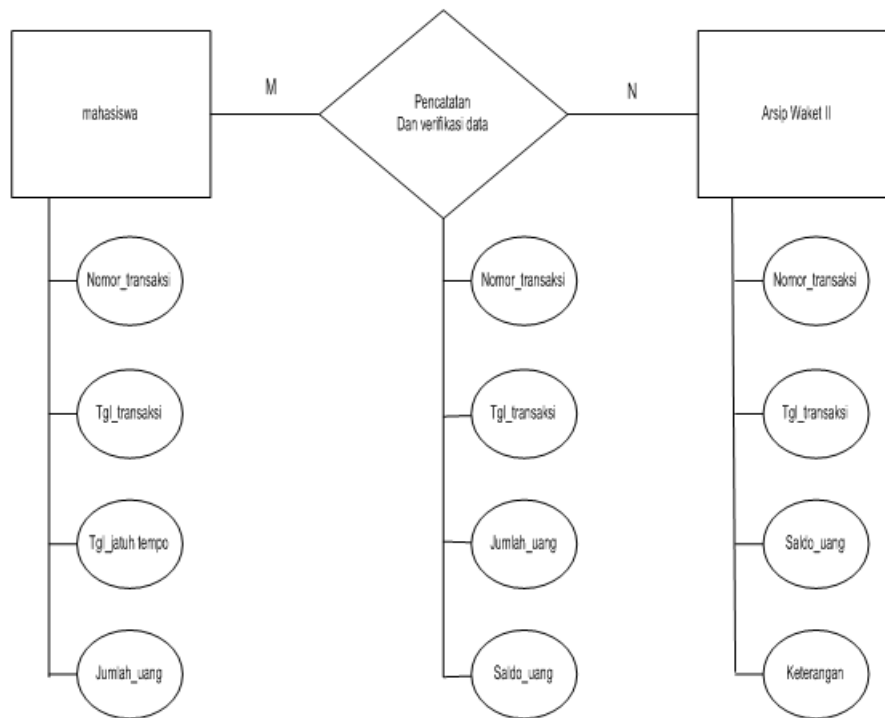 mahasiswa
M
Pencatatan
Dan verifikasi data
N
Arsip Waket II
Nomor_transaksi
Tgl_transaksi
Tgl_jatuh tempo
Jumlah_uang
Nomor_transaksi
Tgl_transaksi
Jumlah_uang
Saldo_uang
Nomor_transaksi
Tgl_transaksi
Saldo_uang
Keterangan